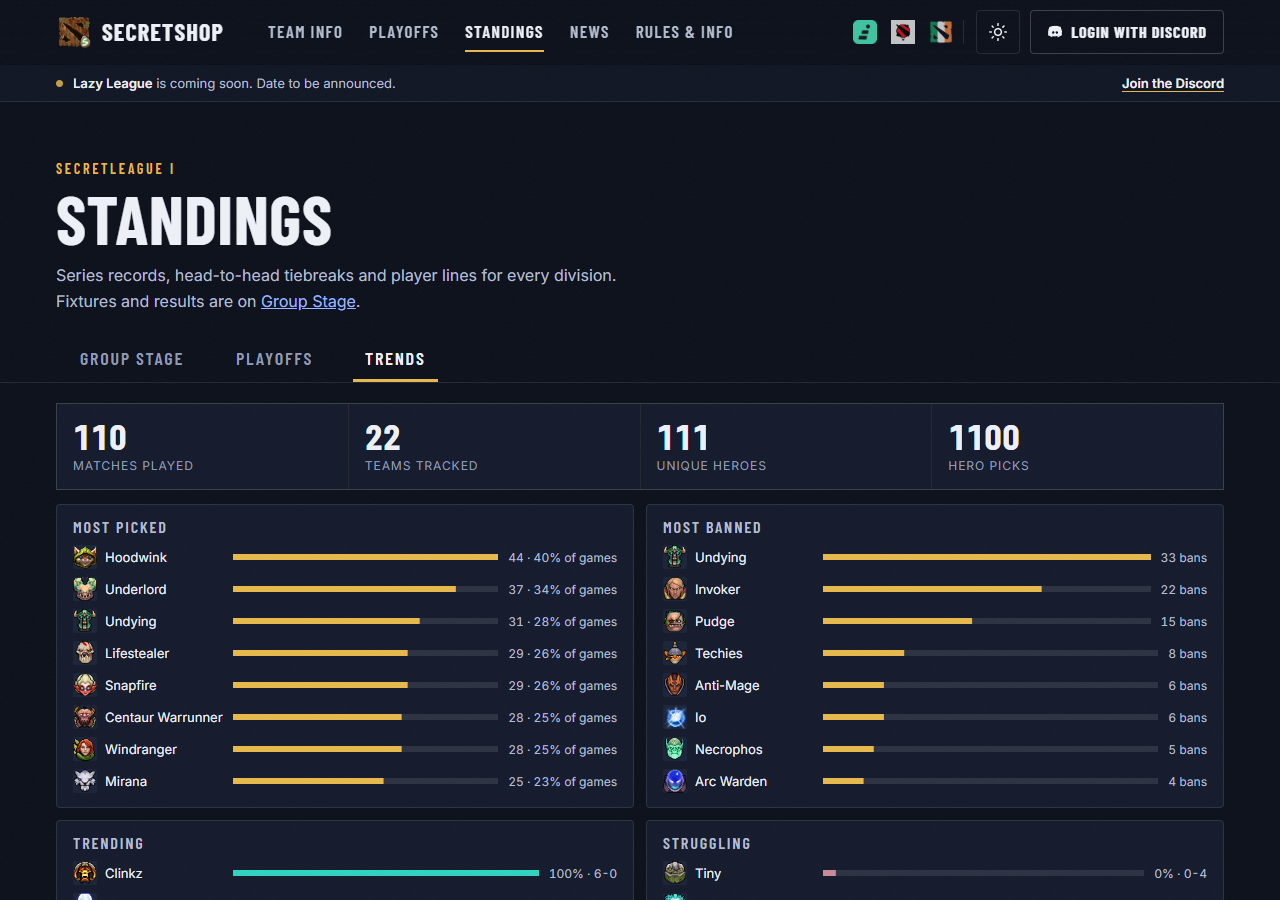 SECRETSHOP
TEAM INFO PLAYOFFS STANDINGS NEWS RULES & INFO
LOGIN WITH DISCORD
Lazy League is coming soon. Date to be announced.
Join the Discord
SECRETLEAGUE I
STANDINGS
Series records, head-to-head tiebreaks and player lines for every division.
Fixtures and results are on Group Stage.
GROUP STAGE PLAYOFFS TRENDS
110
MATCHES PLAYED
22
TEAMS TRACKED
111
UNIQUE HEROES
1100
HERO PICKS
MOST PICKED
Hoodwink 44 · 40% of games
Underlord 37 · 34% of games
Undying 31 · 28% of games
Lifestealer 29 · 26% of games
Snapfire 29 · 26% of games
Centaur Warrunner 28 · 25% of games
Windranger 28 · 25% of games
Mirana 25 · 23% of games
MOST BANNED
Undying 33 bans
Invoker 22 bans
Pudge 15 bans
Techies 8 bans
Anti-Mage 6 bans
Io 6 bans
Necrophos 5 bans
Arc Warden 4 bans
TRENDING
Clinkz 100% · 6-0
STRUGGLING
Tiny 0% · 0-4